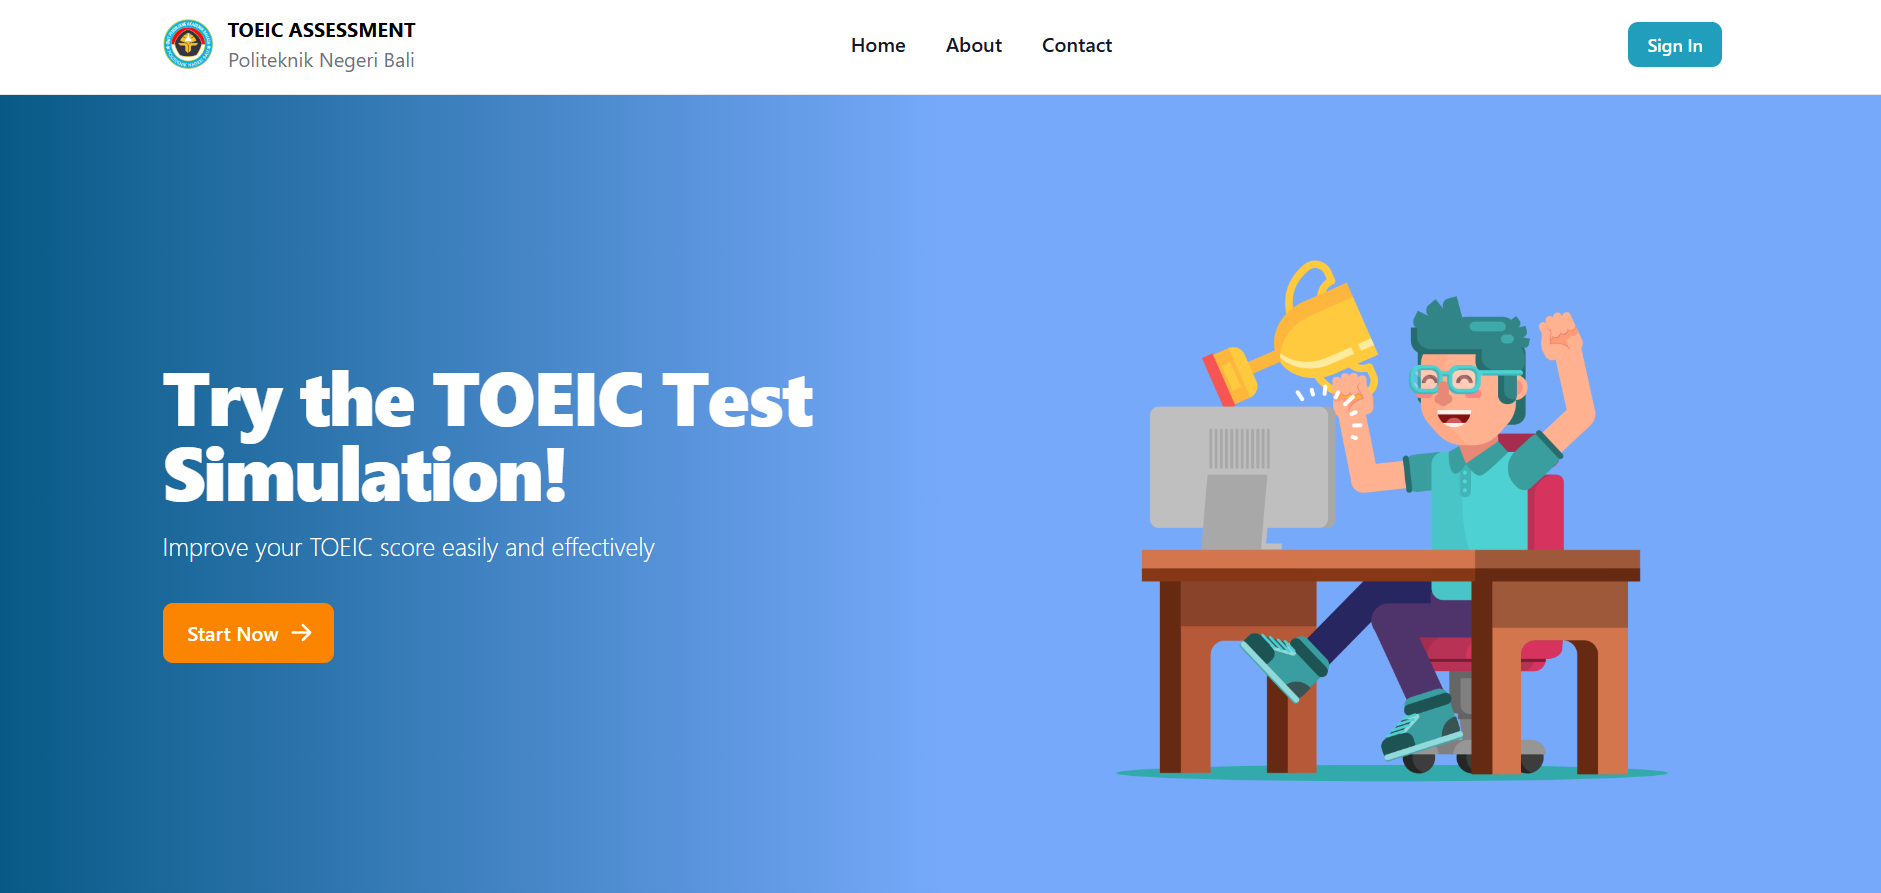 TOEIC ASSESSMENT
Politeknik Negeri Bali
Home
About
Contact
Sign In
Try the TOEIC Test
Simulation!
Improve your TOEIC score easily and effectively
Start Now →